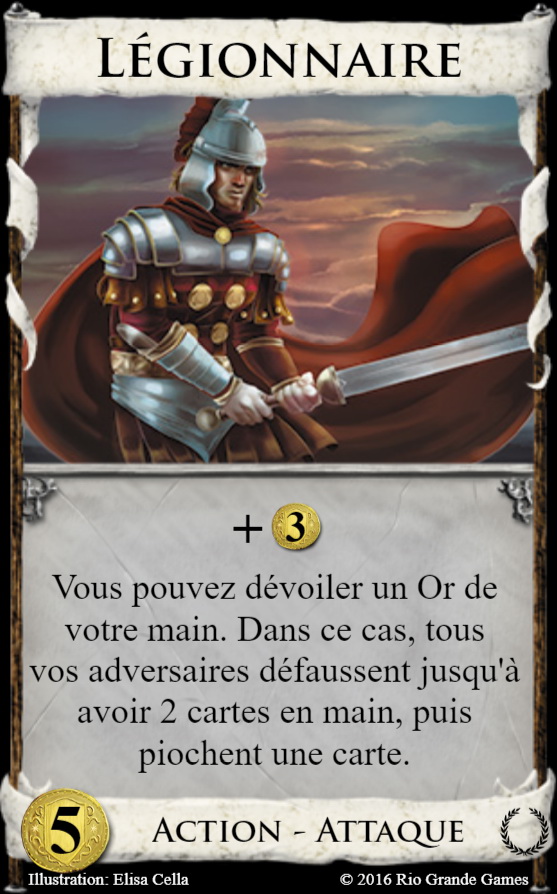 Légionnaire
+ 3
Vous pouvez dévoiler un Or de
votre main. Dans ce cas, tous
vos adversaires défaussent jusqu'à
avoir 2 cartes en main, puis
piochent une carte.
5
Action - Attaque
Illustration: Elisa Cella
© 2016 Rio Grande Games